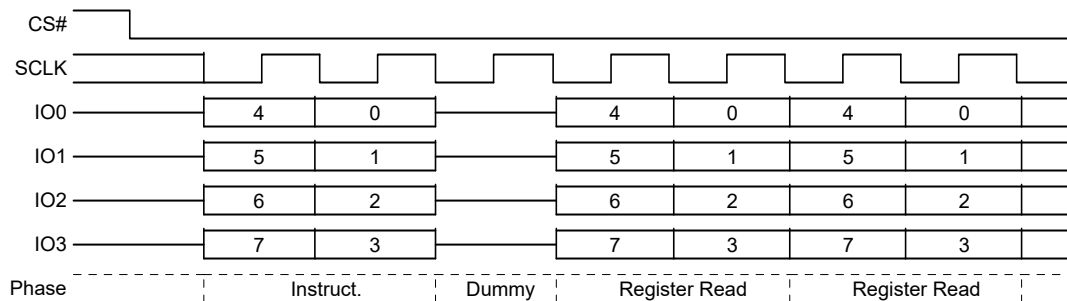 CS#
SCLK
IO0 4 0 4 0 4 0
IO1 5 1 5 1 5 1
IO2 6 2 6 2 6 2
IO3 7 3 7 3 7 3
Phase Instruct. Dummy Register Read Register Read